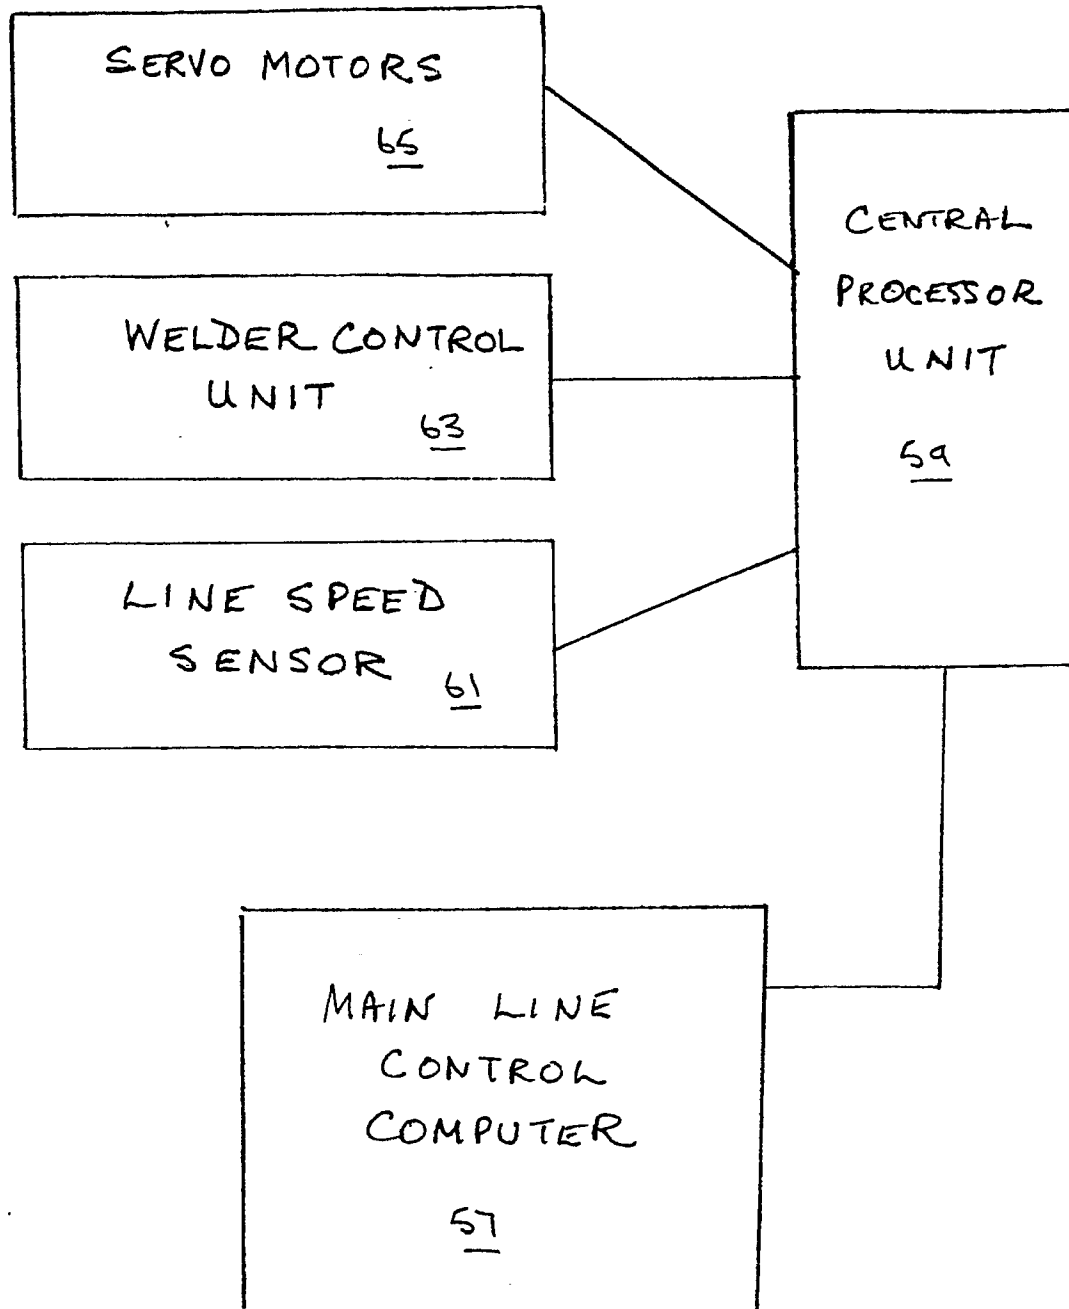 SERVO MOTORS
65
WELDER CONTROL
UNIT
63
LINE SPEED
SENSOR
61
CENTRAL
PROCESSOR
UNIT
59
MAIN LINE
CONTROL
COMPUTER
57